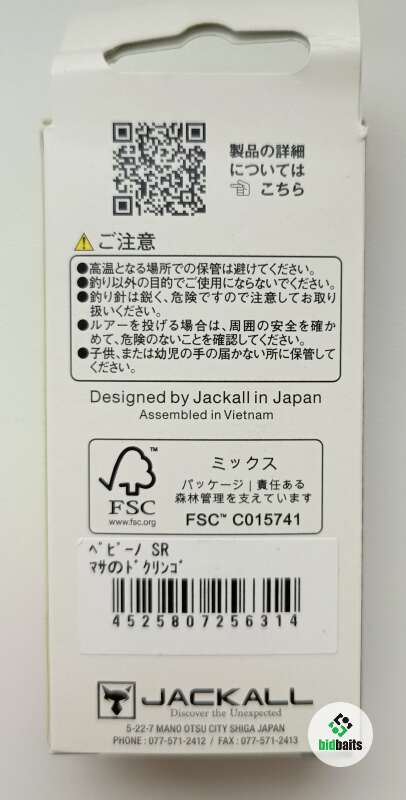 製品の詳細
については
こちら
ご注意
●高温となる場所での保管は避けてください。
●釣り以外の目的でご使用にならないでください。
●釣り針は鋭く、危険ですので注意してお取り
扱いください。
●ルアーを投げる場合は、周囲の安全を確か
めて、危険のないことを確認してください。
●子供、または幼児の手の届かない所に保管して
ください。
Designed by Jackall in Japan
Assembled in Vietnam
FSC™
www.fsc.org
ミックス
パッケージ|責任ある
森林管理を支えています
FSC™ C015741
ﾍﾟﾋﾟｰﾉ SR
ﾏｻのﾄﾞｸﾘﾝｺﾞ
4525807256314
JACKALL
Discover the Unexpected
5-22-7 MANO OTSU CITY SHIGA JAPAN
PHONE : 077-571-2412 / FAX : 077-571-2413
bidbaits